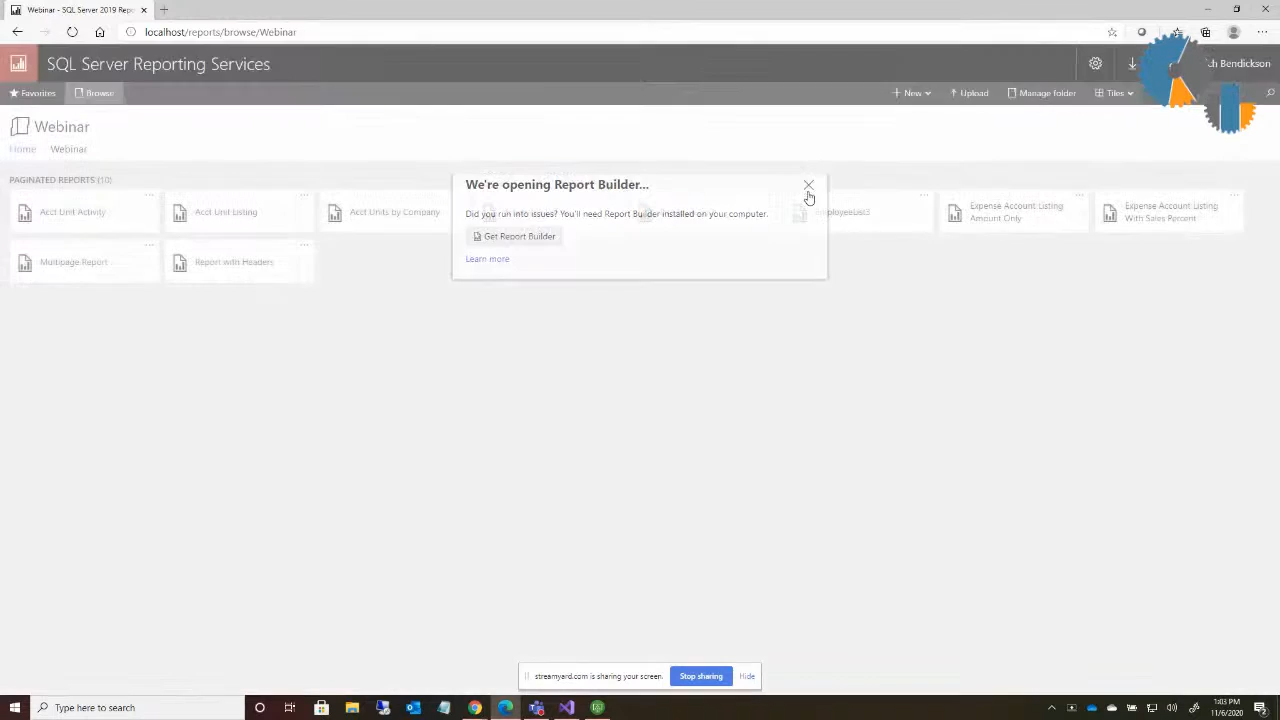 Webinar - SQL Server 2019 Repo
localhost/reports/browse/Webinar
SQL Server Reporting Services
ch Bendickson
Favorites
Browse
New
Upload
Manage folder
Tiles
Webinar
Home
Webinar
PAGINATED REPORTS (10)
We're opening Report Builder...
Did you run into issues? You'll need Report Builder installed on your computer.
Get Report Builder
Learn more
Acct Unit Activity
Acct Unit Listing
Acct Units by Company
Expense Account Listing
Amount Only
Expense Account Listing
With Sales Percent
Multipage Report
Report with Headers
streamyard.com is sharing your screen.
Stop sharing
Hide
Type here to search
1:03 PM
11/6/2020